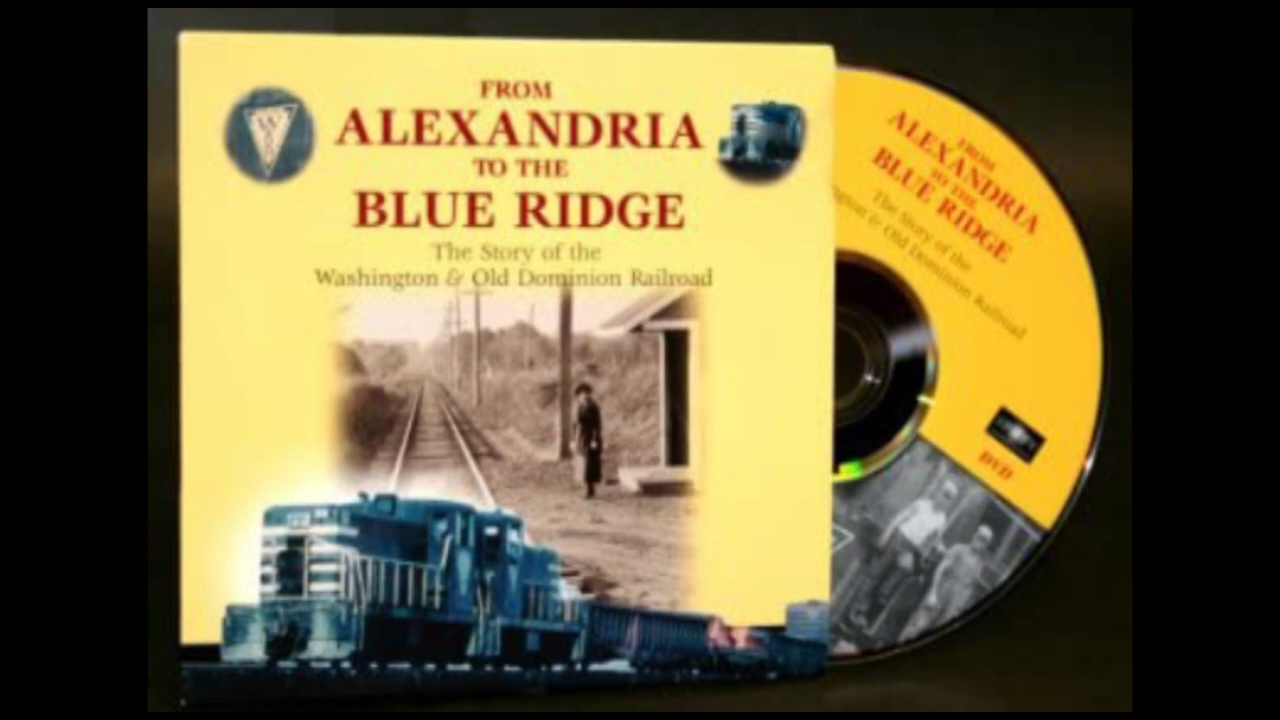 FROM
ALEXANDRIA
TO THE
BLUE RIDGE
The Story of the
Washington & Old Dominion Railroad
FROM
ALEXANDRIA
TO THE
BLUE RIDGE
The Story of the
& Old Dominion Railroad
DVD